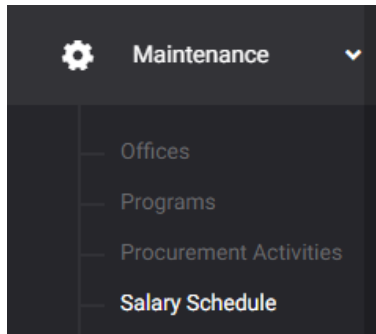 Maintenance
Offices
Programs
Procurement Activities
Salary Schedule